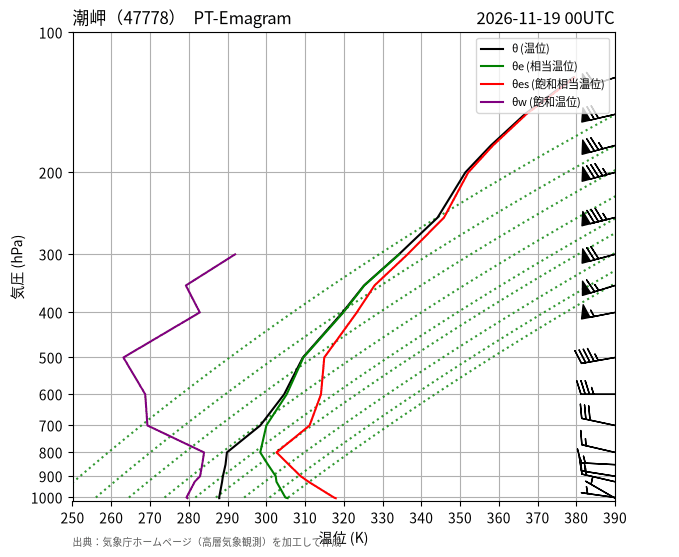 潮岬（47778） PT-Emagram
2026-11-19 00UTC
θ (温位)
θe (相当温位)
θes (飽和相当温位)
θw (飽和温位)
気圧 (hPa)
100
200
300
400
500
600
700
800
900
1000
250 260 270 280 290 300 310 320 330 340 350 360 370 380 390
温位 (K)
出典：気象庁ホームページ（高層気象観測）を加工して作成